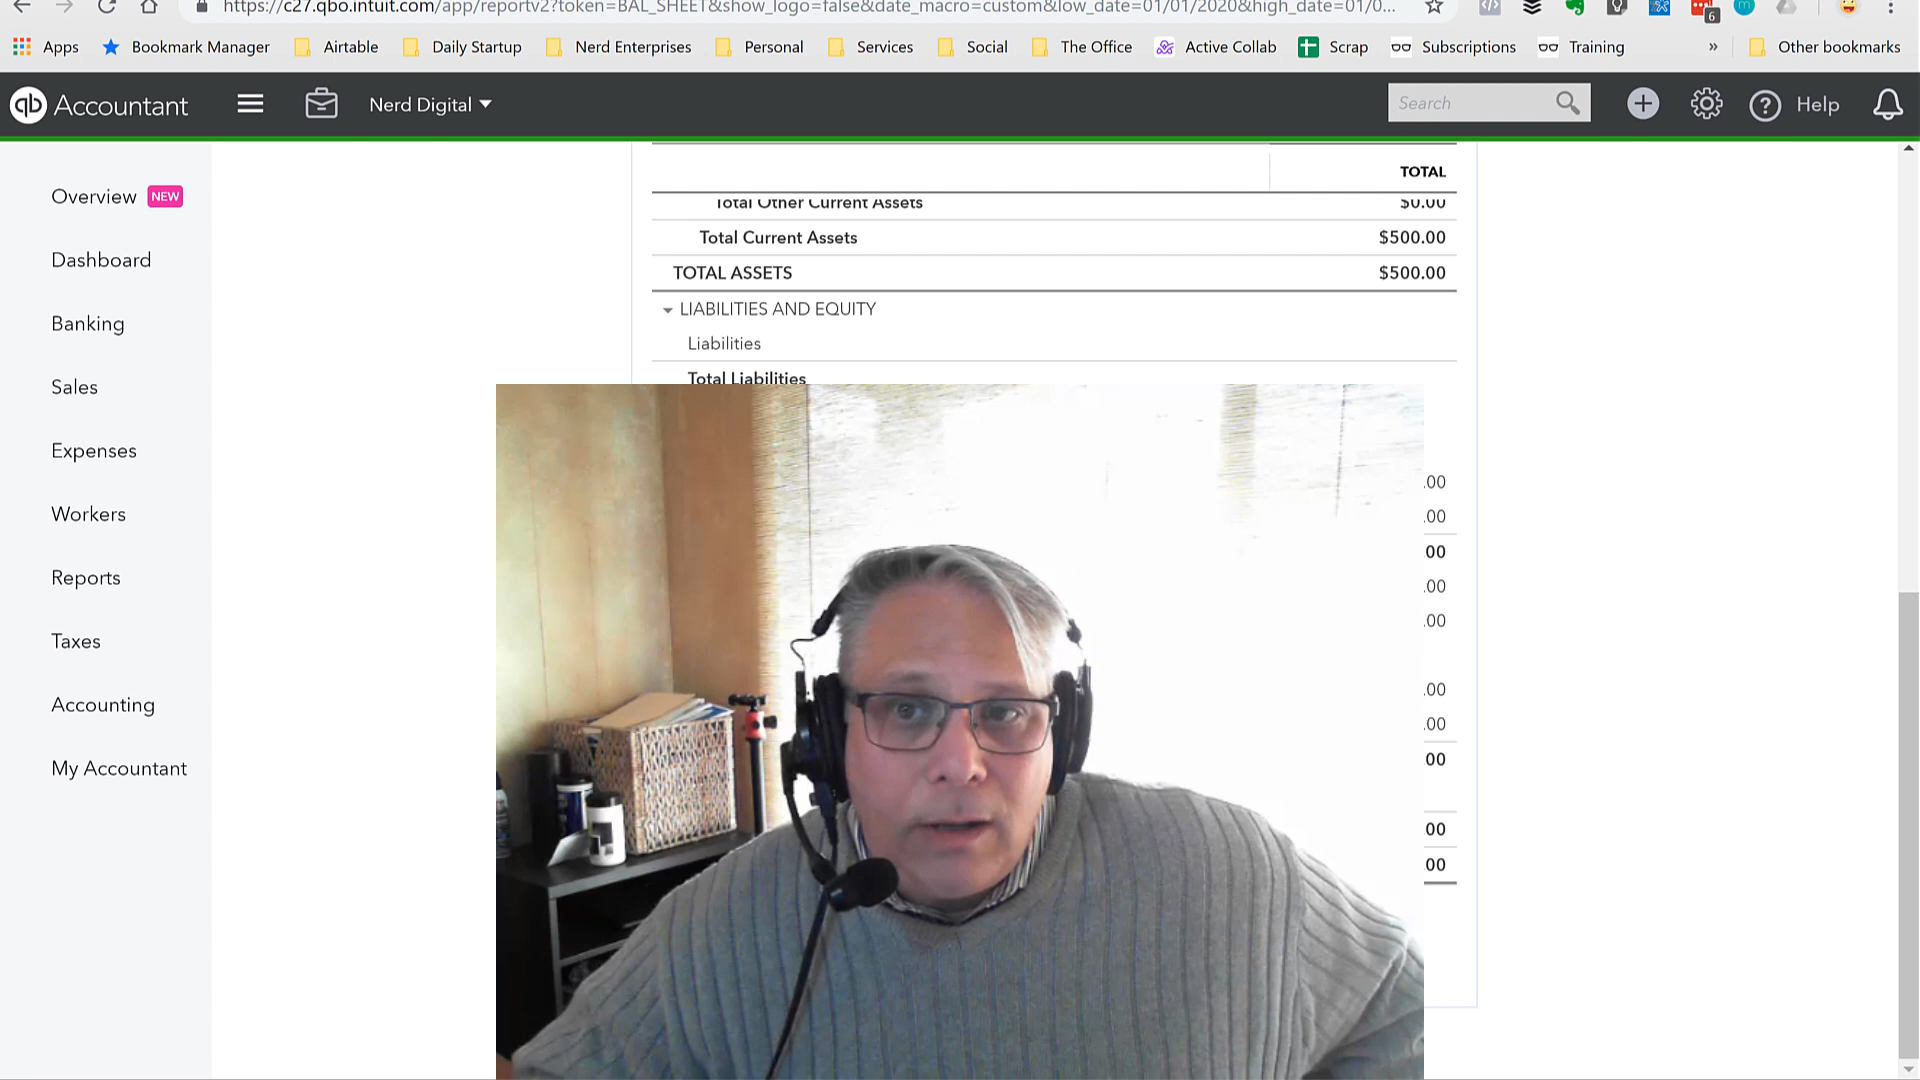 https://c27.qbo.intuit.com/app/reportv2?token=BAL_SHEET&show_logo=false&date_macro=custom&low_date=01/01/2020&high_date=01/0...
6
Apps Bookmark Manager Airtable Daily Startup Nerd Enterprises Personal Services Social The Office Active Collab Scrap Subscriptions Training » Other bookmarks
qb Accountant Nerd Digital Search Help
TOTAL
Overview NEW
Dashboard
Banking
Sales
Expenses
Workers
Reports
Taxes
Accounting
My Accountant
Total Other Current Assets $0.00
Total Current Assets $500.00
TOTAL ASSETS $500.00
LIABILITIES AND EQUITY
Liabilities
Total Liabilities
.00
.00
00
.00
.00
.00
.00
00
00
00